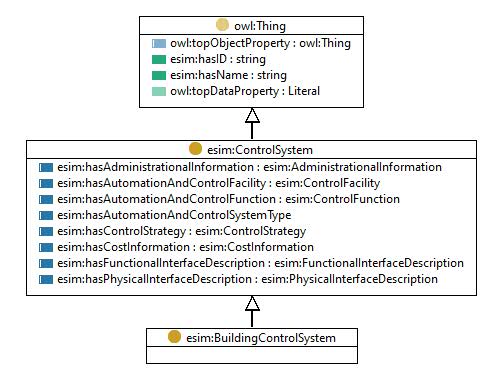 owl:Thing
owl:topObjectProperty : owl:Thing
esim:hasID : string
esim:hasName : string
owl:topDataProperty : Literal
esim:ControlSystem
esim:hasAdministrationalInformation : esim:AdministrationalInformation
esim:hasAutomationAndControlFacility : esim:ControlFacility
esim:hasAutomationAndControlFunction : esim:ControlFunction
esim:hasAutomationAndControlSystemType
esim:hasControlStrategy : esim:ControlStrategy
esim:hasCostInformation : esim:CostInformation
esim:hasFunctionalInterfaceDescription : esim:FunctionalInterfaceDescription
esim:hasPhysicalInterfaceDescription : esim:PhysicalInterfaceDescription
esim:BuildingControlSystem